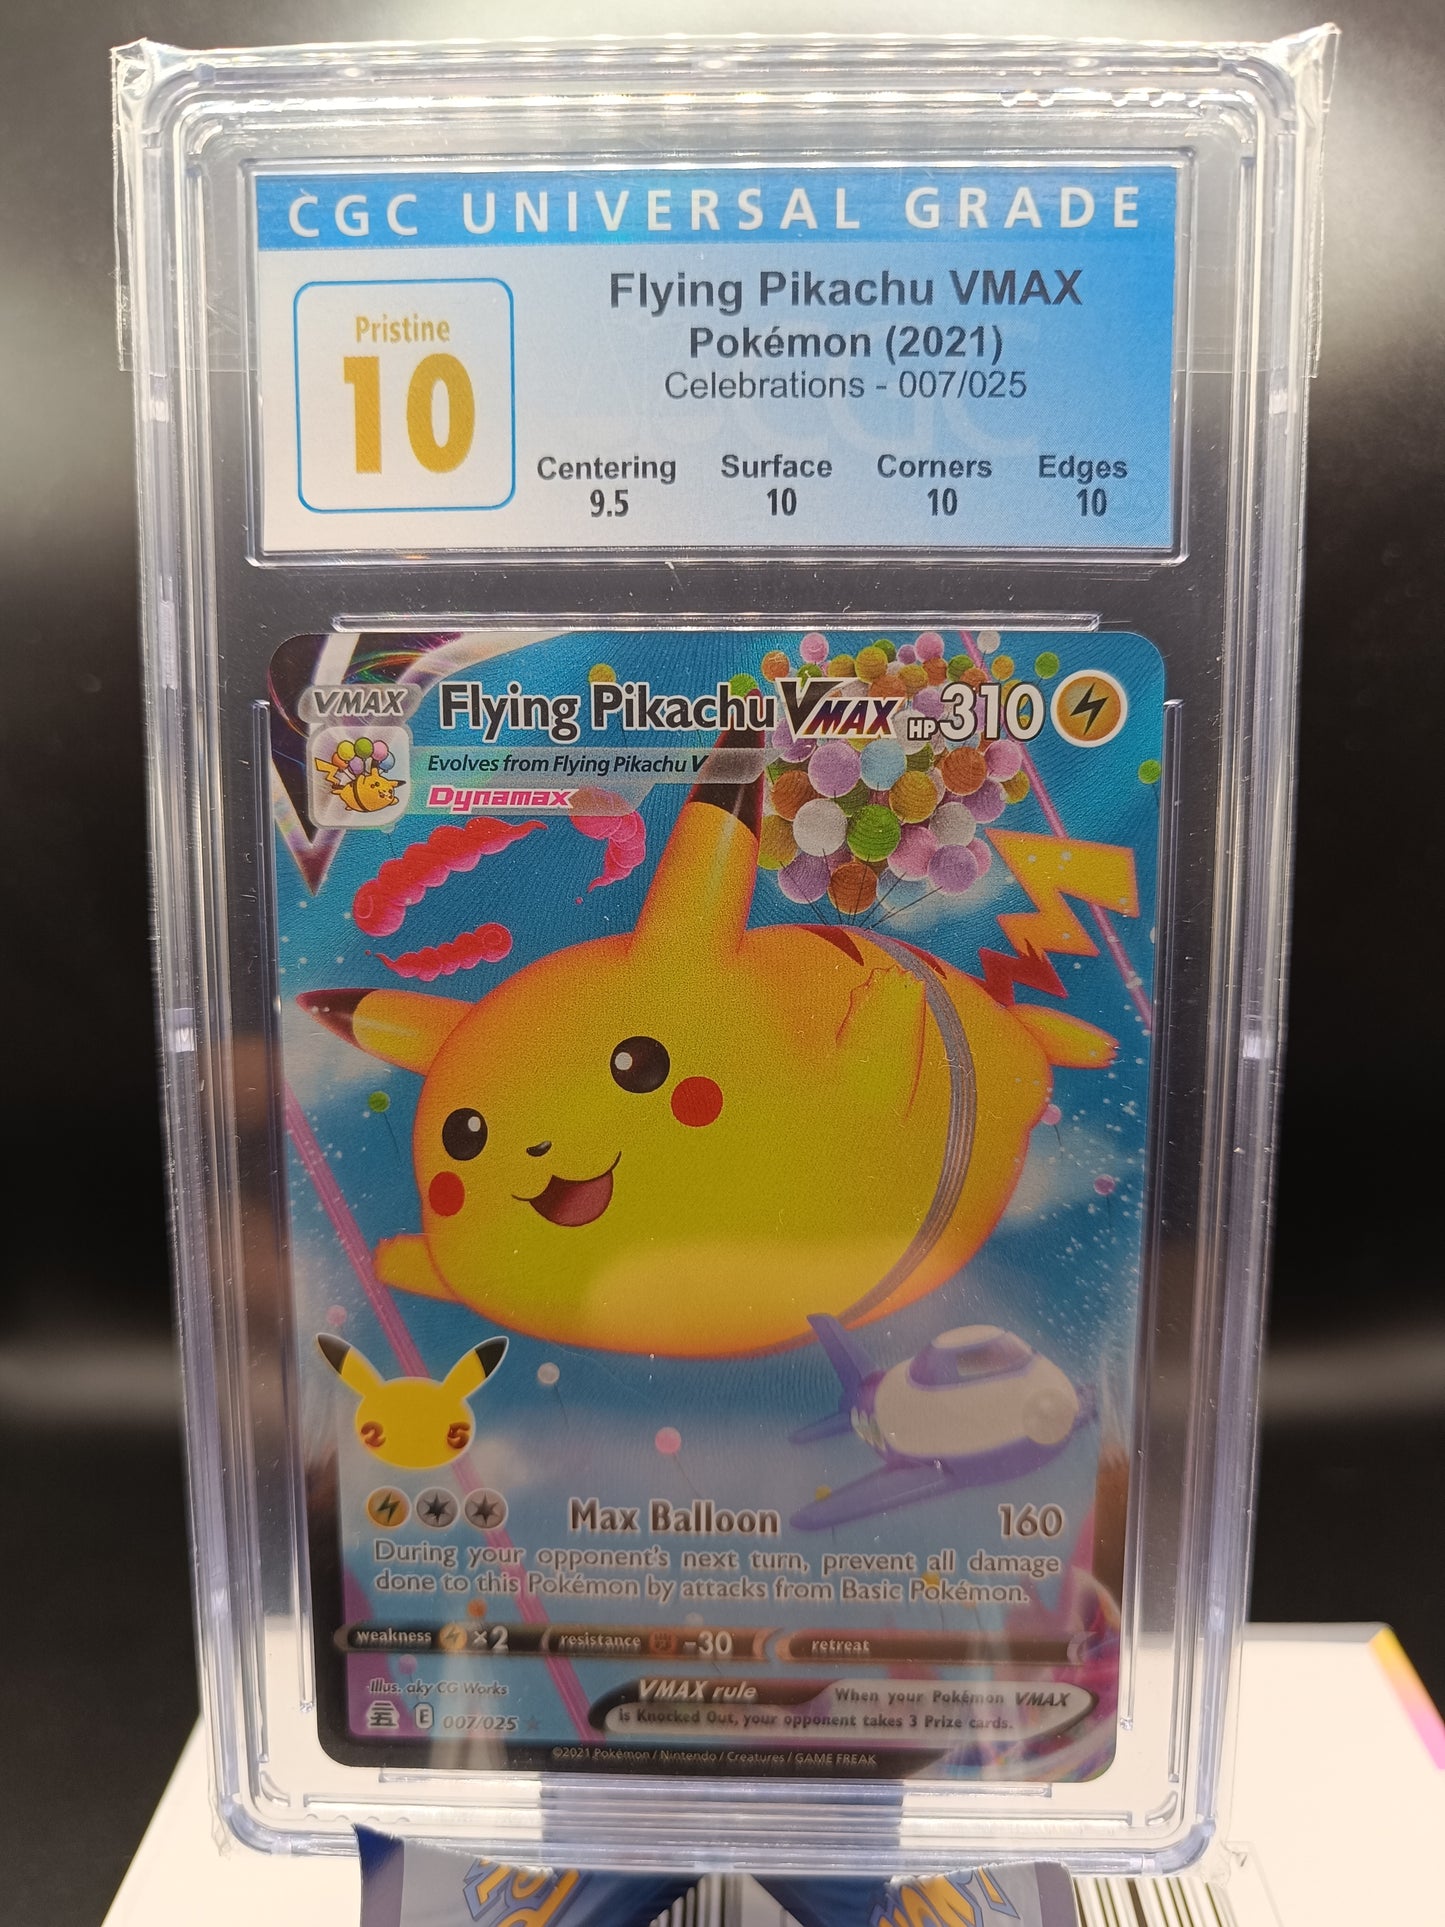 CGC UNIVERSAL GRADE
Pristine
10
Flying Pikachu VMAX
Pokémon (2021)
Celebrations - 007/025
Centering Surface Corners Edges
9.5 10 10 10
VMAX Flying Pikachu VMAX HP310
Evolves from Flying Pikachu V
Dynamax
25
Max Balloon 160
During your opponent's next turn, prevent all damage
done to this Pokémon by attacks from Basic Pokémon.
weakness ×2 resistance -30 retreat
Illus. aky CG Works
E 007/025
VMAX rule When your Pokémon VMAX
is Knocked Out, your opponent takes 3 Prize cards.
©2021 Pokémon / Nintendo / Creatures / GAME FREAK